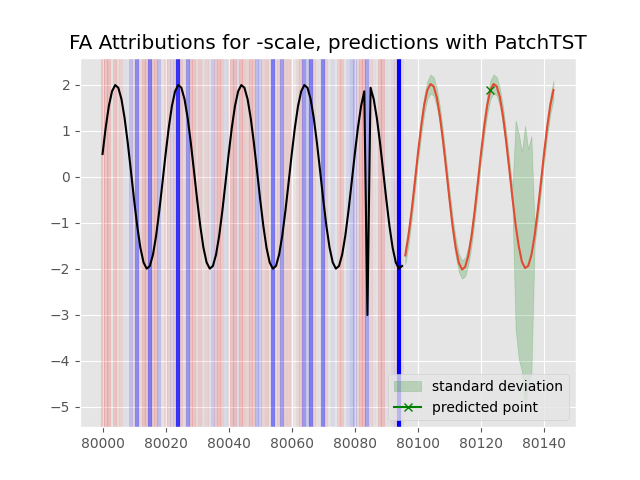 FA Attributions for -scale, predictions with PatchTST
2
1
0
−1
−2
−3
−4
−5
standard deviation
predicted point
80000 80020 80040 80060 80080 80100 80120 80140